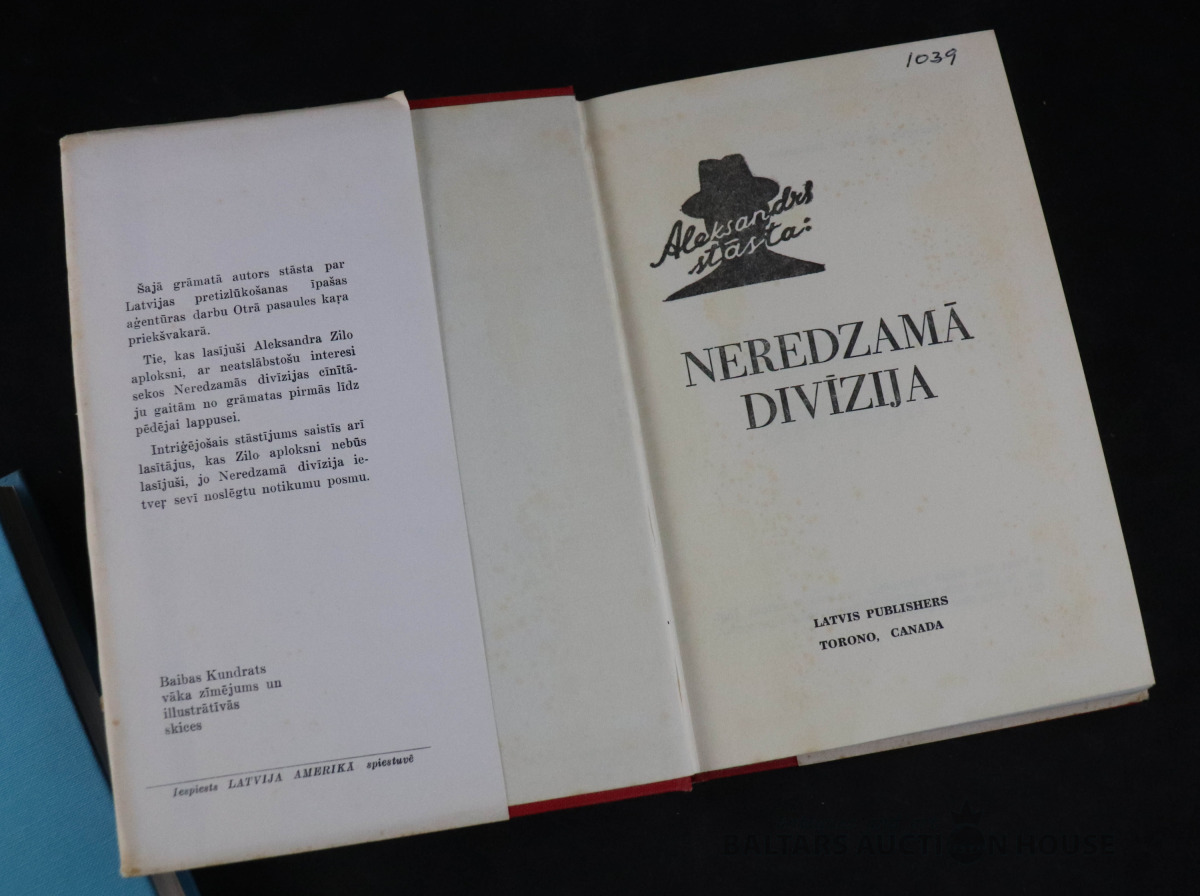 Šajā grāmatā autors stāsta par
Latvijas pretizlūkošanas īpašas
aģentūras darbu Otrā pasaules kaŗa
priekšvakarā.
Tie, kas lasījuši Aleksandra Zilo
aploksni, ar neatslābstošu interesi
sekos Neredzamās divīzijas cīnītā-
ju gaitām no grāmatas pirmās līdz
pēdējai lappusei.
Intriģējošais stāstījums saistīs arī
lasītājus, kas Zilo aploksni nebūs
lasījuši, jo Neredzamā divīzija ie-
tveŗ sevī noslēgtu notikumu posmu.
Baibas Kundrats
vāka zīmējums un
illustrātīvās
skices
Iespiests LATVIJA AMERIKĀ spiestuvē
1039
Aleksandrs
stāsta:
NEREDZAMĀ
DIVĪZIJA
LATVIS PUBLISHERS
TORONO, CANADA
BALTARS AUCTION HOUSE